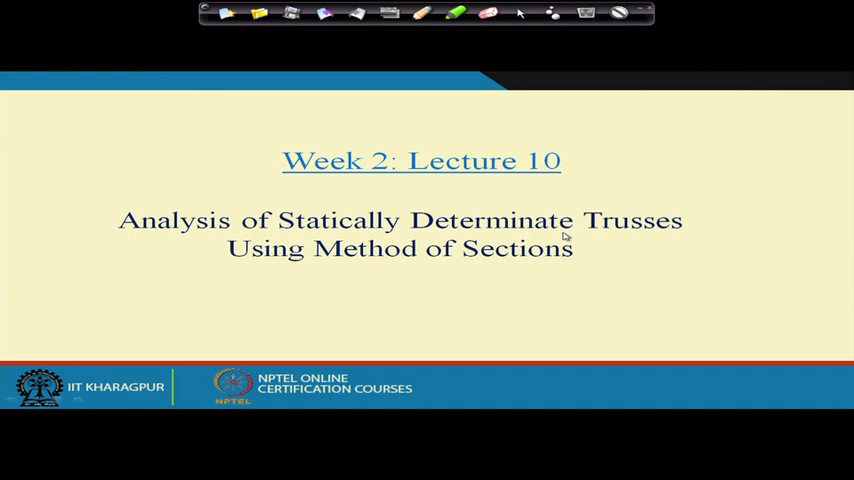 Week 2: Lecture 10
Analysis of Statically Determinate Trusses
Using Method of Sections
IIT KHARAGPUR
NPTEL
NPTEL ONLINE
CERTIFICATION COURSES